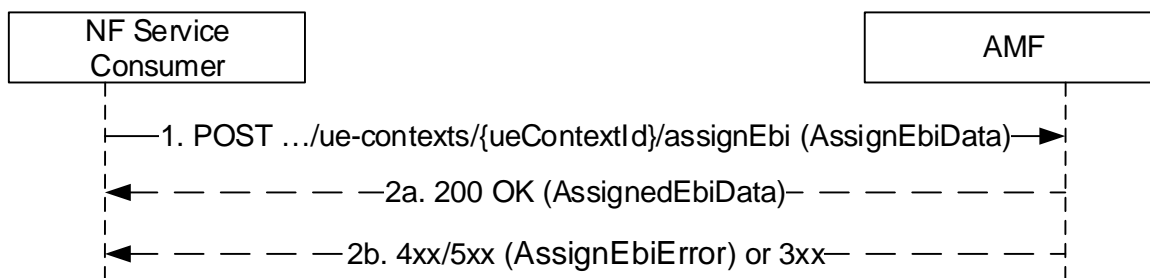 NF Service
Consumer
AMF
1. POST …/ue-contexts/{ueContextId}/assignEbi (AssignEbiData)
2a. 200 OK (AssignedEbiData)
2b. 4xx/5xx (AssignEbiError) or 3xx